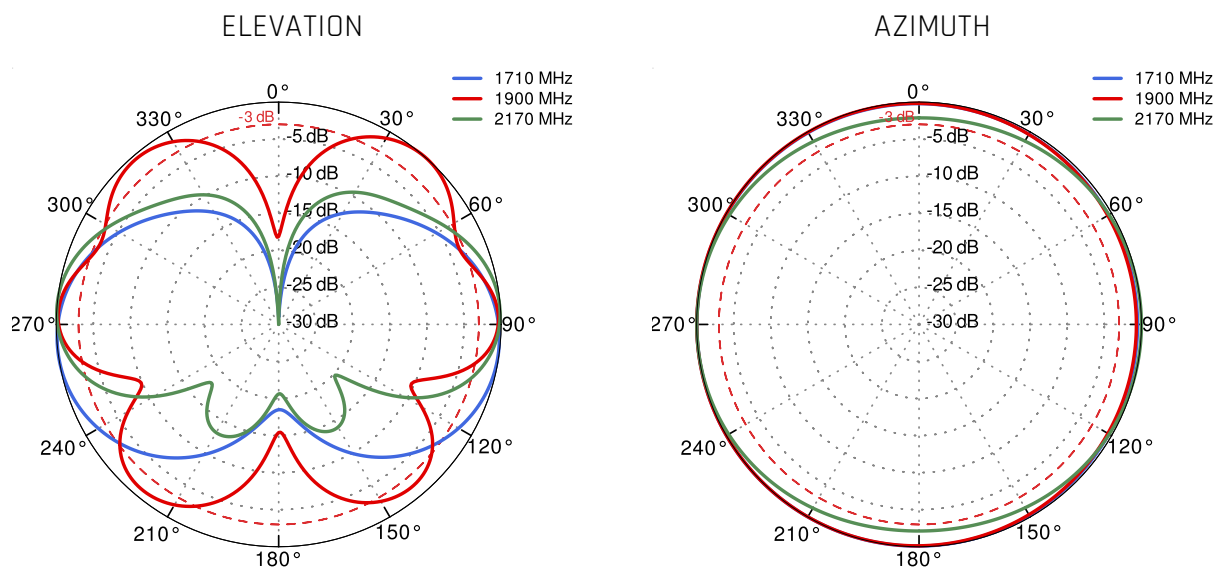 ELEVATION
1710 MHz
1900 MHz
2170 MHz
0°
330°
-3 dB
30°
-5 dB
-10 dB
300°
-15 dB
60°
-20 dB
-25 dB
270°
-30 dB
90°
240°
120°
210°
150°
180°
AZIMUTH
1710 MHz
1900 MHz
2170 MHz
0°
330°
-3 dB
30°
-5 dB
-10 dB
300°
-15 dB
60°
-20 dB
-25 dB
270°
-30 dB
90°
240°
120°
210°
150°
180°